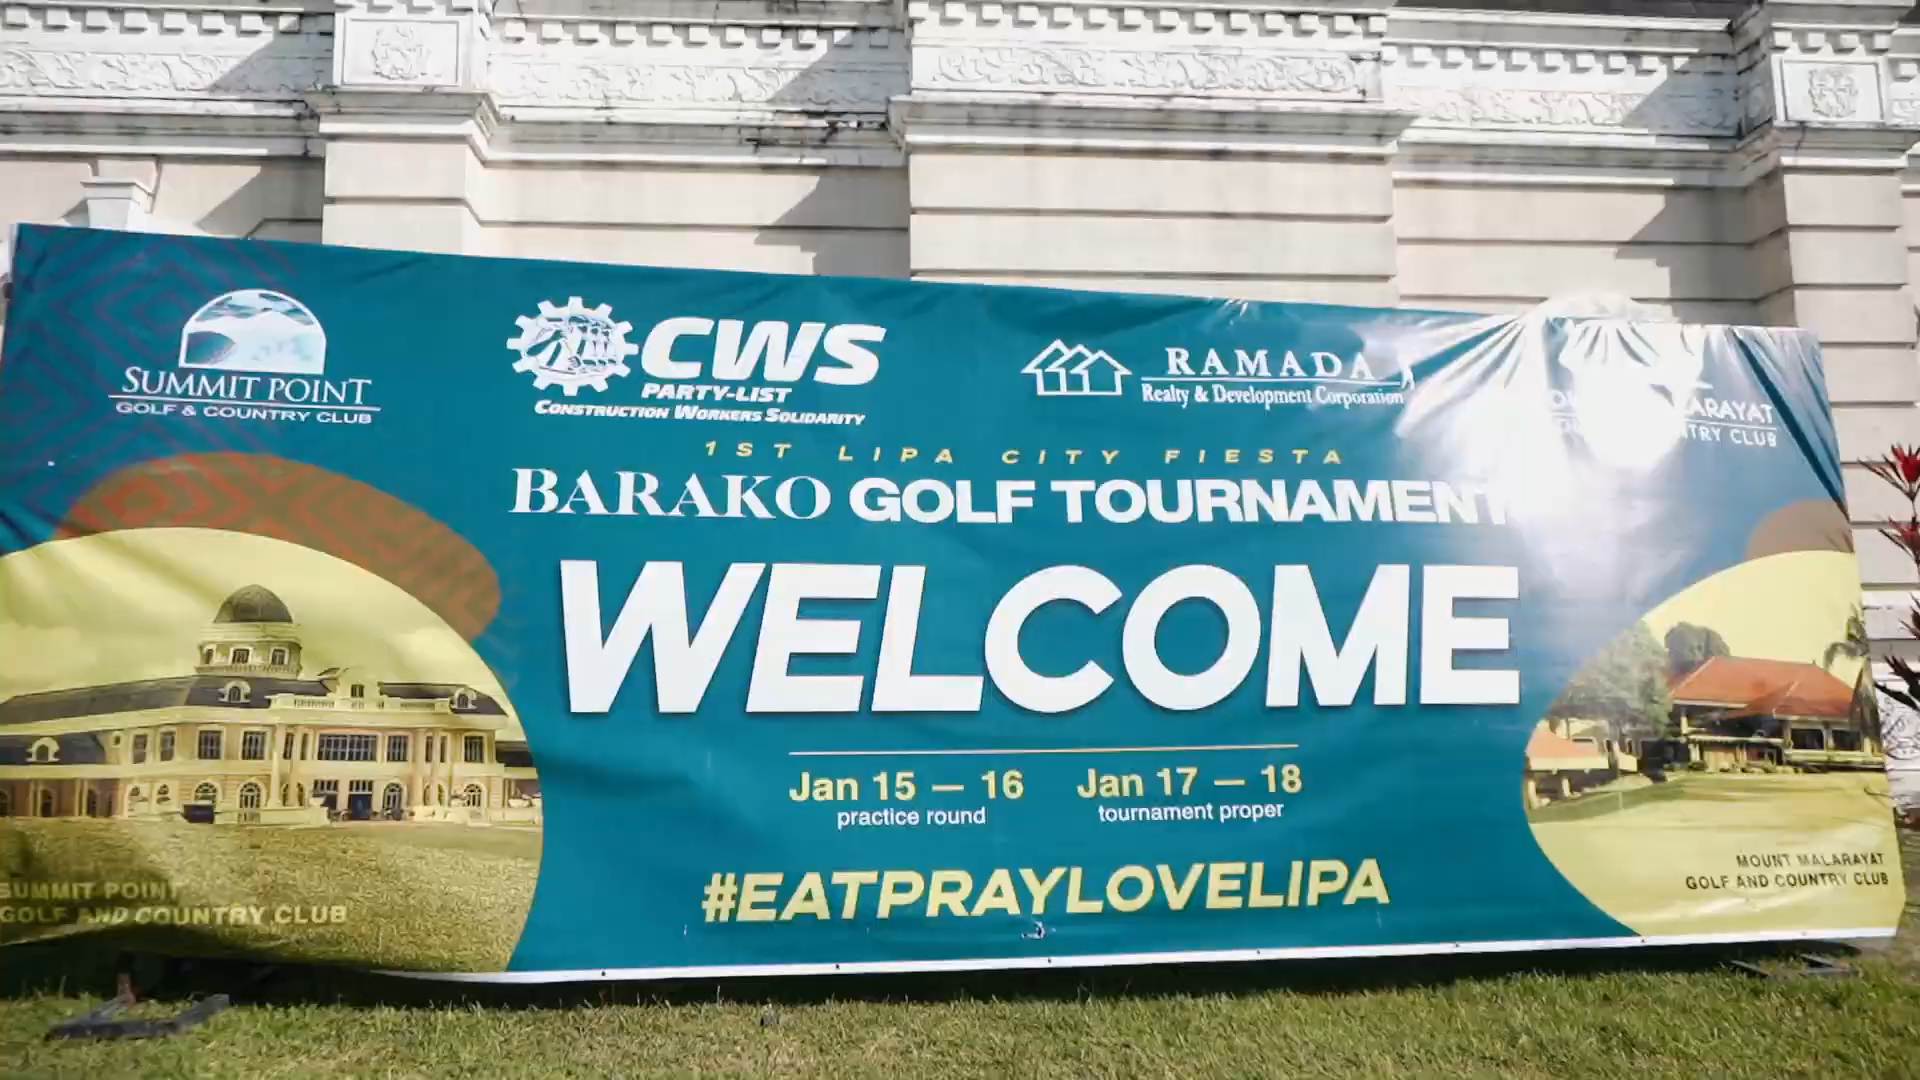 SUMMIT POINT
GOLF & COUNTRY CLUB
CWS
PARTY-LIST
CONSTRUCTION WORKERS SOLIDARITY
RAMADA
Realty & Development Corporation
CLUB
1ST LIPA CITY FIESTA
BARAKO GOLF TOURNAMENT
WELCOME
Jan 15 — 16
practice round
Jan 17 — 18
tournament proper
#EATPRAYLOVELIPA
SUMMIT POINT
GOLF AND COUNTRY CLUB
MOUNT MALARAYAT
GOLF AND COUNTRY CLUB